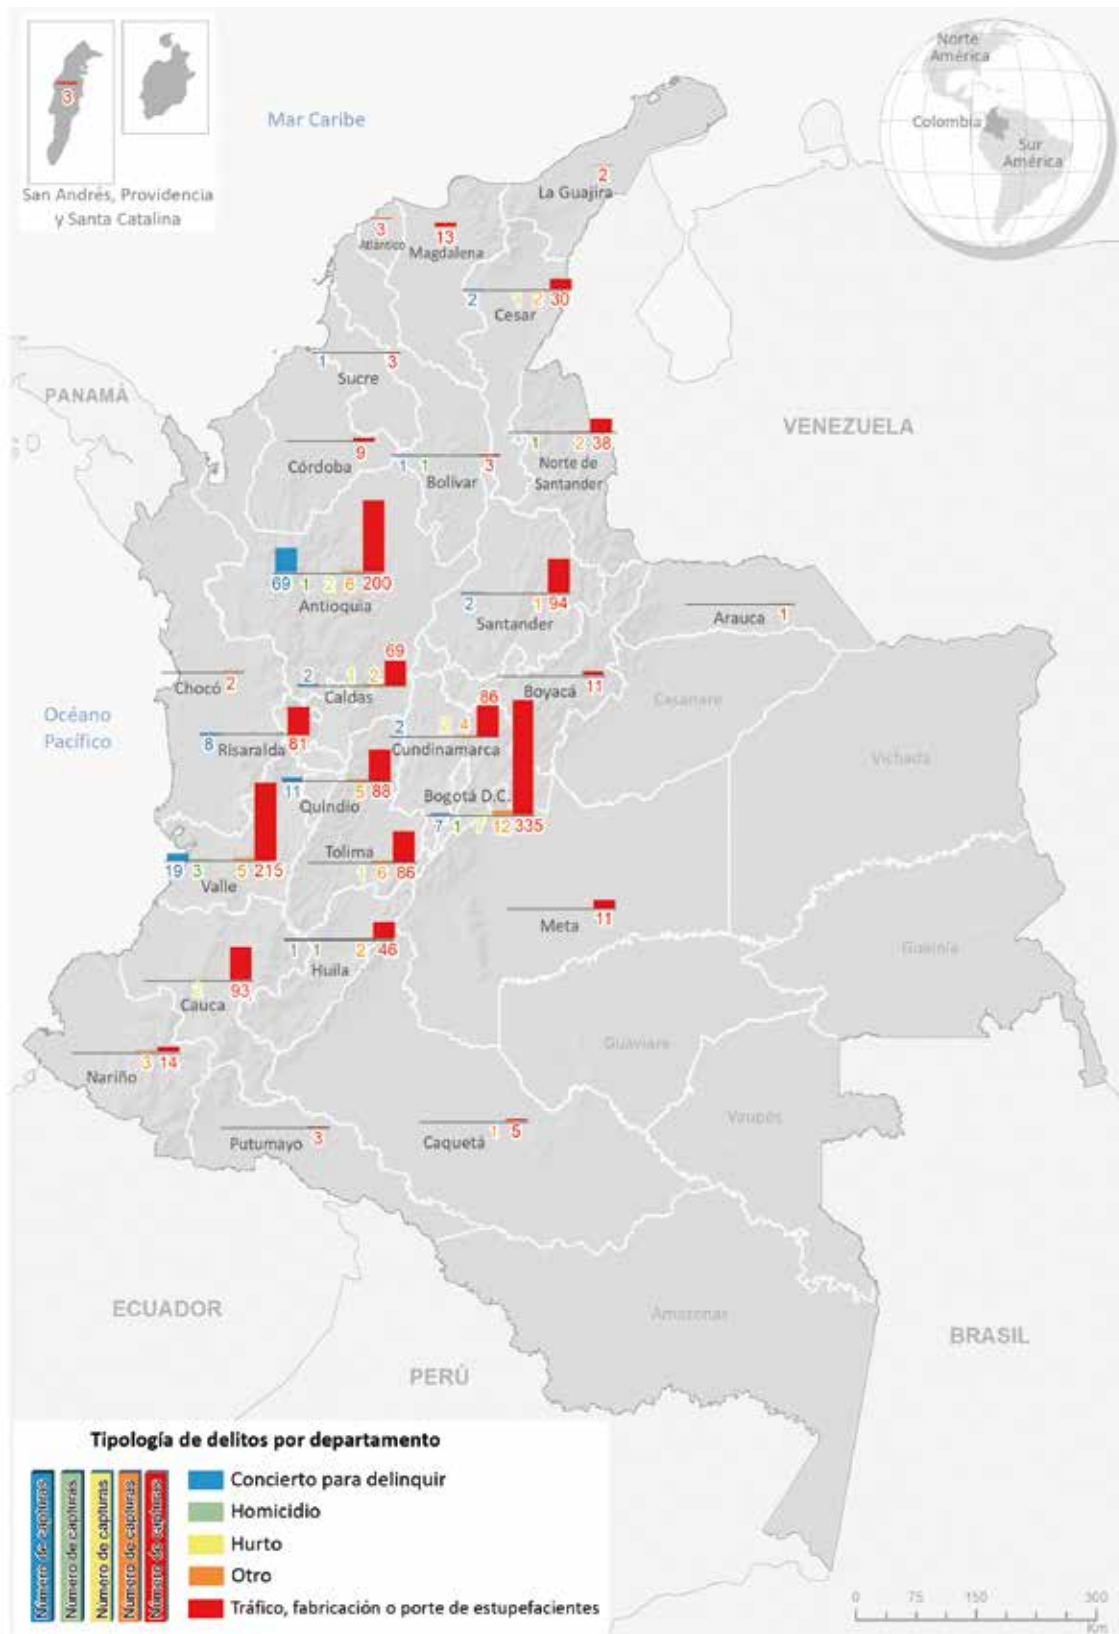 Norte
América
Colombia
Sur
América
3
San Andrés, Providencia
y Santa Catalina
Mar Caribe
2
La Guajira
3
Atlántico
13
Magdalena
2 2 30
Cesar
1 3
Sucre
PANAMÁ
VENEZUELA
9
Córdoba
1 1 3
Bolívar
1 2 38
Norte de
Santander
69 1 2 6 200
Antioquia
2 1 94
Santander
1
Arauca
2
Chocó
69
2 1 2
Caldas
11
Boyacá
Casanare
Océano
Pacífico
8 81
Risaralda
86
2 4
Cundinamarca
Vichada
11 5 88
Quindio
Bogotá D.C.
7 1 7 12 335
19 3 5 215
Valle
Tolima
1 6 86
11
Meta
1 1 2 46
Huila
Guainía
93
Cauca
3 14
Nariño
Guaviare
Vaupés
3
Putumayo
1 5
Caquetá
ECUADOR
Amazonas
BRASIL
PERÚ
Tipología de delitos por departamento
Número de capturas
Número de capturas
Número de capturas
Número de capturas
Número de capturas
Concierto para delinquir
Homicidio
Hurto
Otro
Tráfico, fabricación o porte de estupefacientes
0 75 150 300
Km